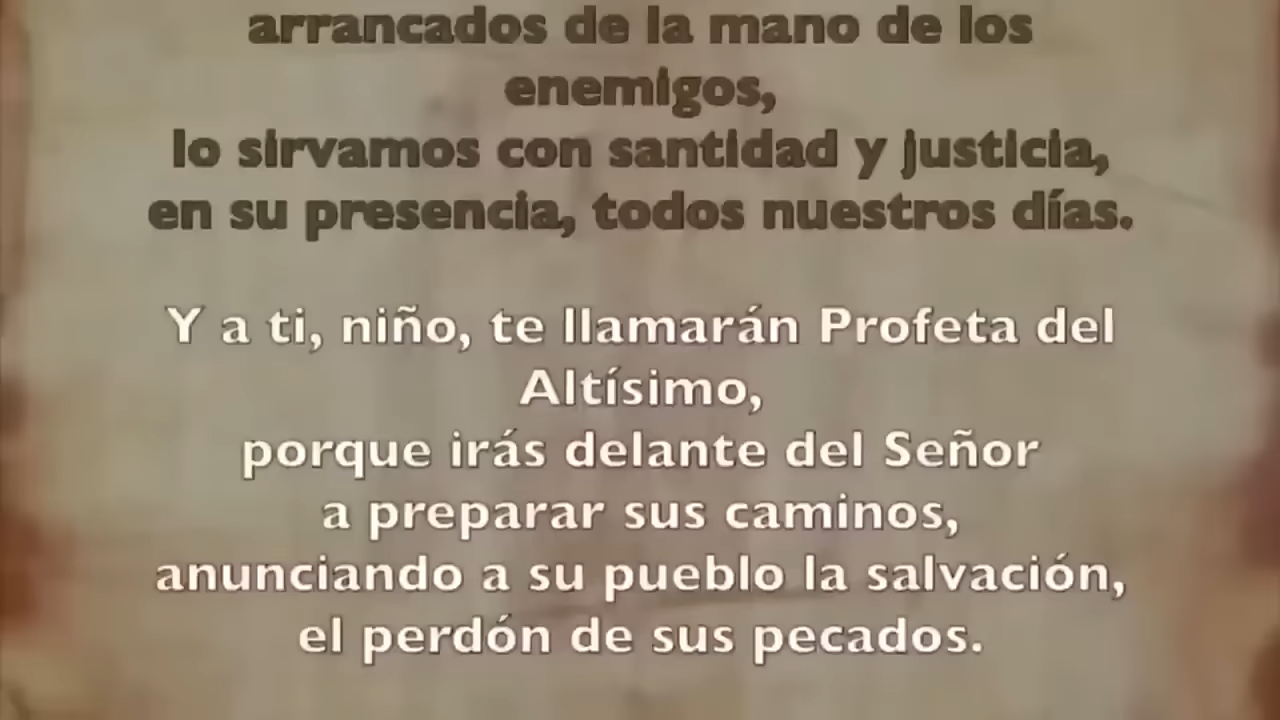 arrancados de la mano de los
enemigos,
lo sirvamos con santidad y justicia,
en su presencia, todos nuestros días.
Y a ti, niño, te llamarán Profeta del
Altísimo,
porque irás delante del Señor
a preparar sus caminos,
anunciando a su pueblo la salvación,
el perdón de sus pecados.